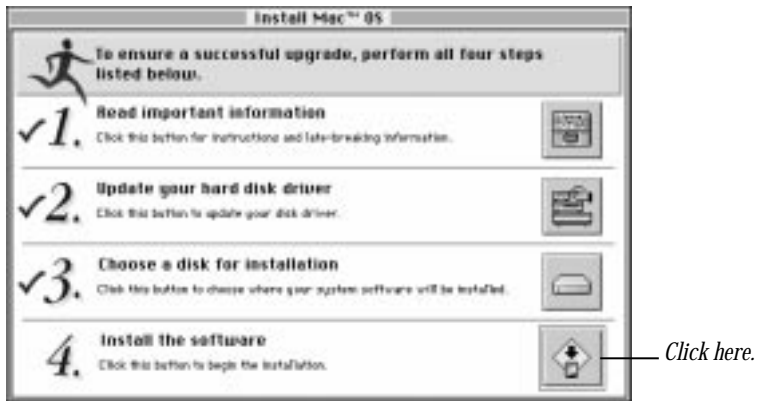 Install Mac™ OS
To ensure a successful upgrade, perform all four steps
listed below.
✓1. Read important information
Click this button for instructions and late-breaking information.
✓2. Update your hard disk driver
Click this button to update your disk driver.
✓3. Choose a disk for installation
Click this button to choose where your system software will be installed.
4. Install the software
Click this button to begin the installation.
Click here.